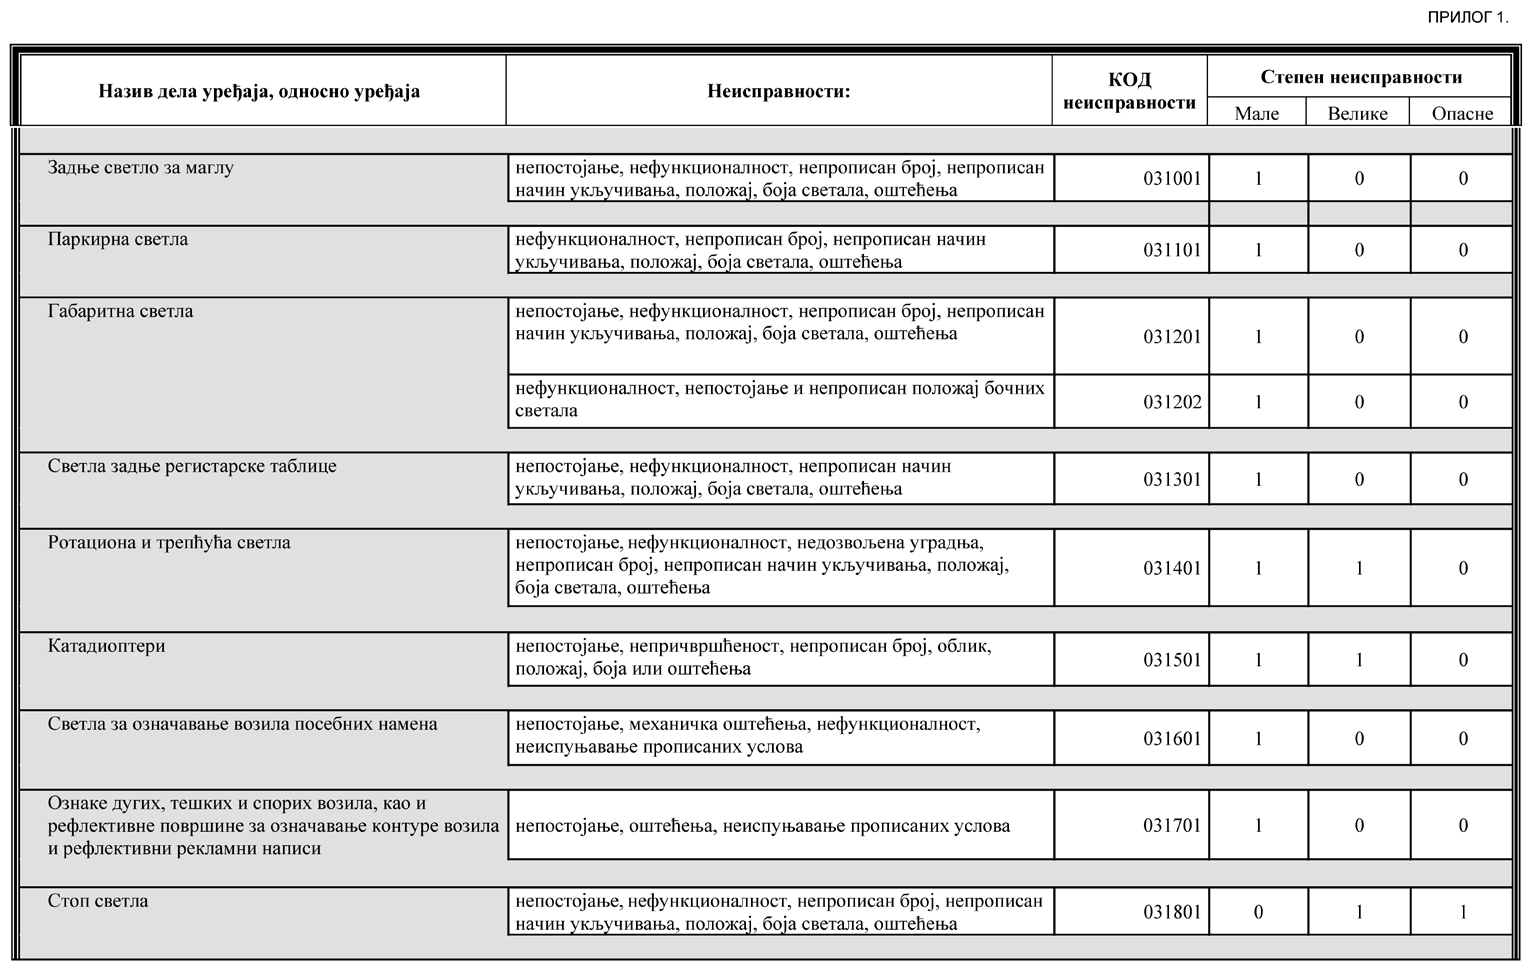 ПРИЛОГ 1.
Назив дела уређаја, односно уређаја
Неисправности:
КОД
неисправности
Степен неисправности
Мале
Велике
Опасне
Задње светло за маглу
непостојање, нефункционалност, непрописан број, непрописан
начин укључивања, положај, боја светала, оштећења
031001
1
0
0
Паркирна светла
нефункционалност, непрописан број, непрописан начин
укључивања, положај, боја светала, оштећења
031101
1
0
0
Габаритна светла
непостојање, нефункционалност, непрописан број, непрописан
начин укључивања, положај, боја светала, оштећења
031201
1
0
0
нефункционалност, непостојање и непрописан положај бочних
светала
031202
1
0
0
Светла задње регистарске таблице
непостојање, нефункционалност, непрописан начин
укључивања, положај, боја светала, оштећења
031301
1
0
0
Ротациона и трепћућа светла
непостојање, нефункционалност, недозвољена уградња,
непрописан број, непрописан начин укључивања, положај,
боја светала, оштећења
031401
1
1
0
Катадиоптери
непостојање, непричвршћеност, непрописан број, облик,
положај, боја или оштећења
031501
1
1
0
Светла за означавање возила посебних намена
непостојање, механичка оштећења, нефункционалност,
неиспуњавање прописаних услова
031601
1
0
0
Ознаке дугих, тешких и спорих возила, као и
рефлективне површине за означавање контуре возила
и рефлективни рекламни написи
непостојање, оштећења, неиспуњавање прописаних услова
031701
1
0
0
Стоп светла
непостојање, нефункционалност, непрописан број, непрописан
начин укључивања, положај, боја светала, оштећења
031801
0
1
1